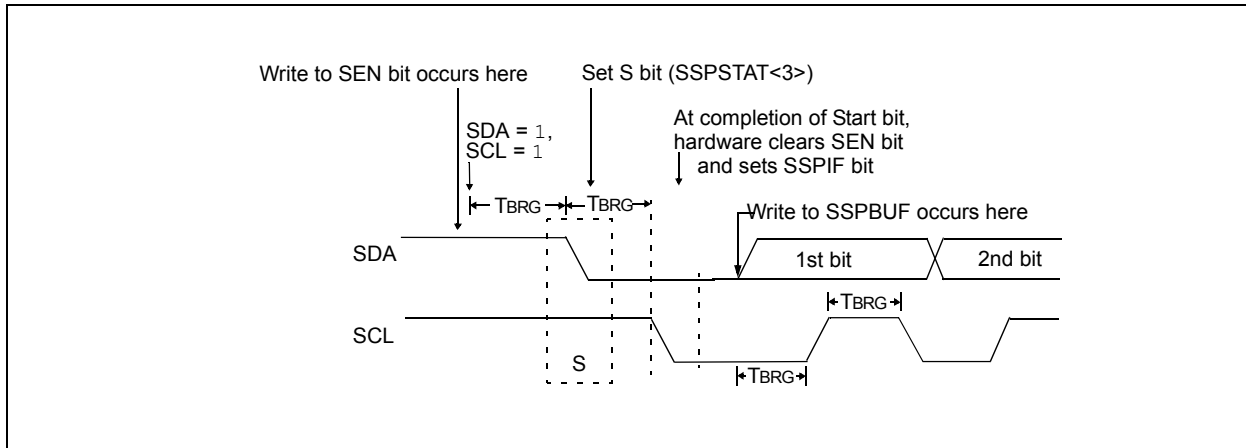 Write to SEN bit occurs here
Set S bit (SSPSTAT<3>)
SDA = 1,
SCL = 1
At completion of Start bit,
hardware clears SEN bit
and sets SSPIF bit
TBRG
TBRG
Write to SSPBUF occurs here
SDA
1st bit
2nd bit
TBRG
SCL
S
TBRG